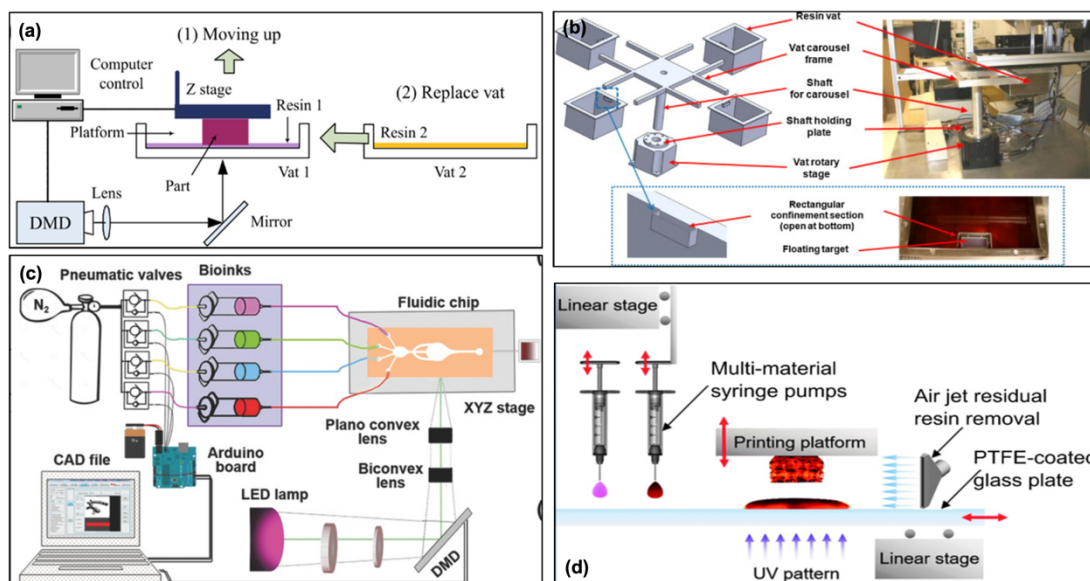 (a)
(1) Moving up
Computer
control
Z stage
Resin 1
(2) Replace vat
Platform
Resin 2
Part
Vat 1
Vat 2
Lens
DMD
Mirror
(b)
Resin vat
Vat carousel
frame
Shaft
for carousel
Shaft holding
plate
Vat rotary
stage
Rectangular
confinement section
(open at bottom)
Floating target
(c)
Pneumatic valves
Bioinks
N2
Fluidic chip
XYZ stage
Plano convex
lens
Biconvex
lens
Arduino
board
CAD file
LED lamp
DMD
Linear stage
Multi-material
syringe pumps
Air jet residual
resin removal
Printing platform
PTFE-coated
glass plate
Linear stage
UV pattern
(d)